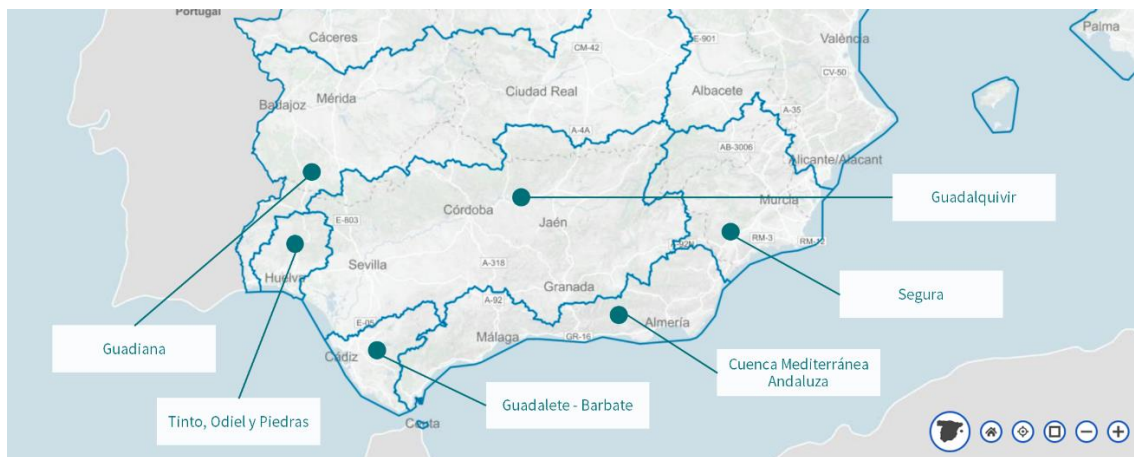 Portugal
Cáceres
CM-42
E-901
València
Palma
CV-50
Badajoz
Mérida
Ciudad Real
Albacete
A-35
A-4A
AB-3006
Alicante/Alacant
Guadalquivir
Murcia
E-803
Córdoba
Jaén
RM-3
RM-12
A-92N
Sevilla
A-318
Huelva
Granada
Segura
A-92
E-05
Málaga
GR-16
Almería
Guadiana
Cádiz
Cuenca Mediterránea
Andaluza
Guadalete - Barbate
Tinto, Odiel y Piedras
Ceuta